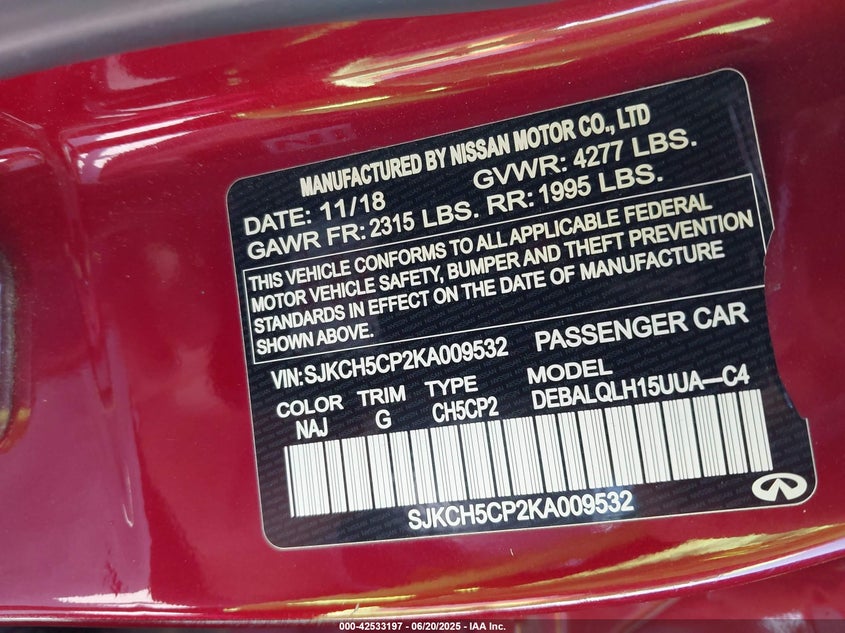 MANUFACTURED BY NISSAN MOTOR CO., LTD
DATE: 11/18 GVWR: 4277 LBS.
GAWR FR: 2315 LBS. RR: 1995 LBS.
THIS VEHICLE CONFORMS TO ALL APPLICABLE FEDERAL
MOTOR VEHICLE SAFETY, BUMPER AND THEFT PREVENTION
STANDARDS IN EFFECT ON THE DATE OF MANUFACTURE
SHOWN ABOVE.
VIN: SJKCH5CP2KA009532 PASSENGER CAR
COLOR TRIM TYPE MODEL
NAJ G CH5CP2 DEBALQLH15UUA-C4
SJKCH5CP2KA009532
000-42533197 - 06/20/2025 - IAA Inc.